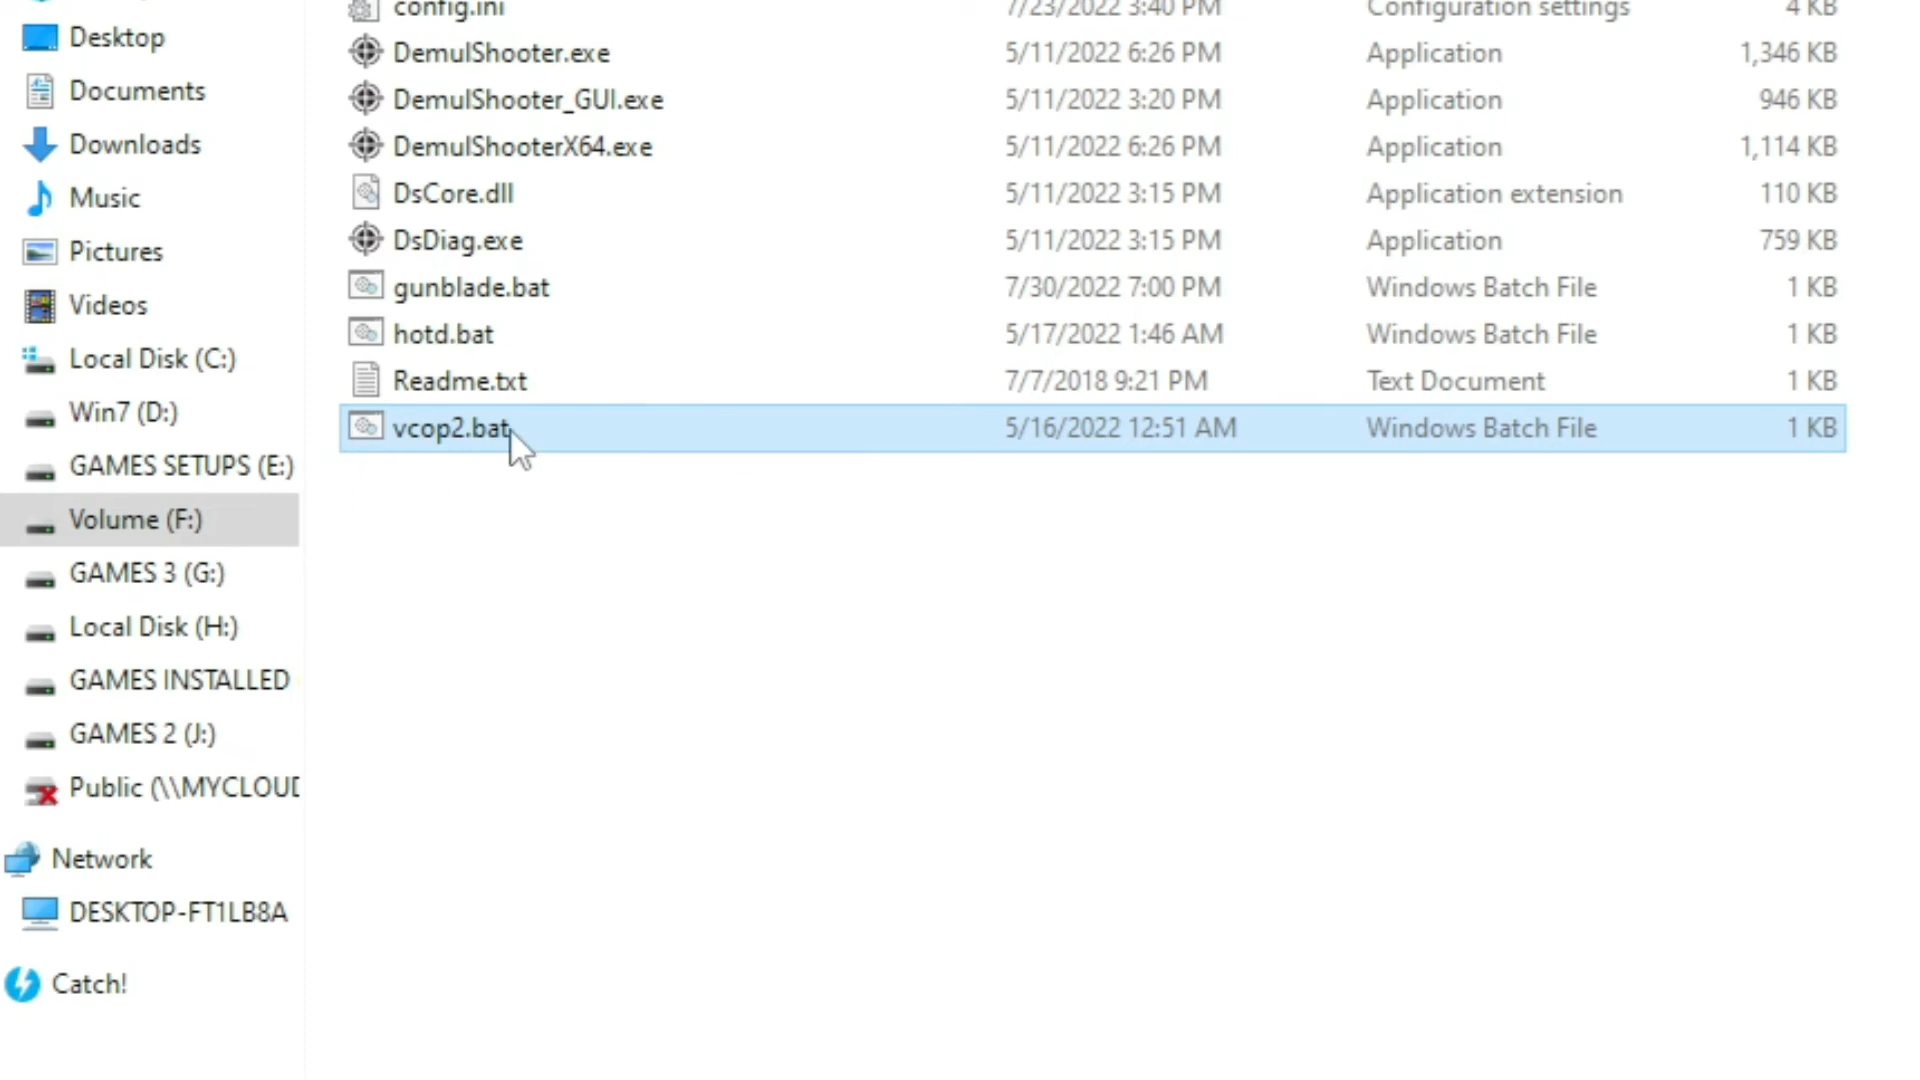 config.ini 7/23/2022 3:40 PM Configuration settings 4 KB
Desktop
DemulShooter.exe 5/11/2022 6:26 PM Application 1,346 KB
Documents
DemulShooter_GUI.exe 5/11/2022 3:20 PM Application 946 KB
Downloads
DemulShooterX64.exe 5/11/2022 6:26 PM Application 1,114 KB
Music
DsCore.dll 5/11/2022 3:15 PM Application extension 110 KB
Pictures
DsDiag.exe 5/11/2022 3:15 PM Application 759 KB
Videos
gunblade.bat 7/30/2022 7:00 PM Windows Batch File 1 KB
Local Disk (C:)
hotd.bat 5/17/2022 1:46 AM Windows Batch File 1 KB
Readme.txt 7/7/2018 9:21 PM Text Document 1 KB
Win7 (D:)
vcop2.bat 5/16/2022 12:51 AM Windows Batch File 1 KB
GAMES SETUPS (E:)
Volume (F:)
GAMES 3 (G:)
Local Disk (H:)
GAMES INSTALLED
GAMES 2 (J:)
Public (\\MYCLOUD
Network
DESKTOP-FT1LB8A
Catch!